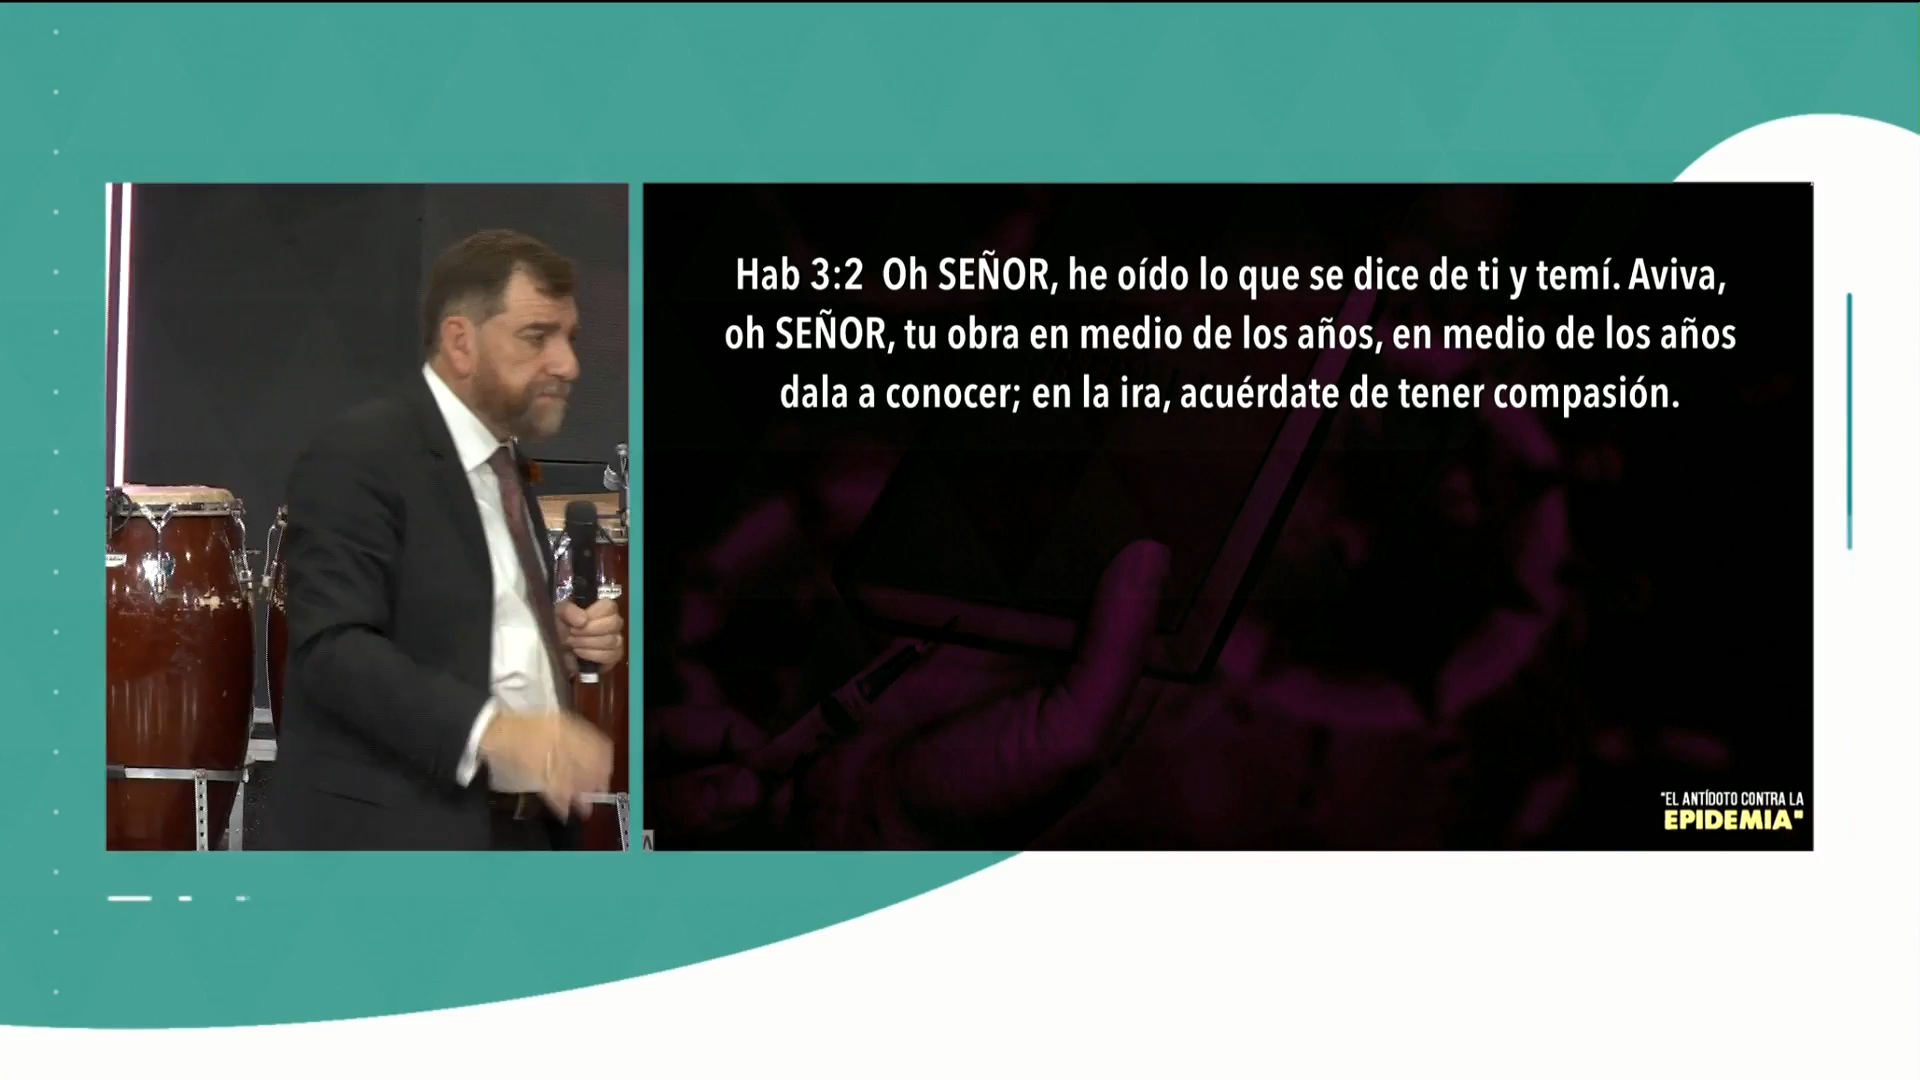 Hab 3:2  Oh SEÑOR, he oído lo que se dice de ti y temí. Aviva,
oh SEÑOR, tu obra en medio de los años, en medio de los años
dala a conocer; en la ira, acuérdate de tener compasión.
"EL ANTÍDOTO CONTRA LA
EPIDEMIA"